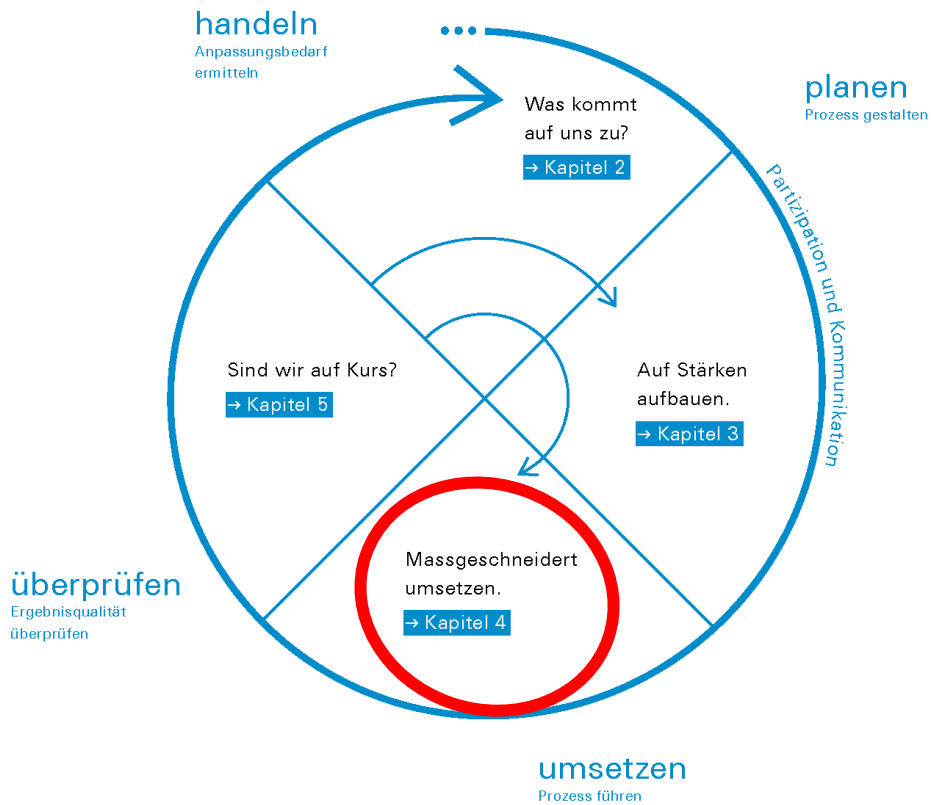 handeln
Anpassungsbedarf
ermitteln
planen
Prozess gestalten
Was kommt
auf uns zu?
→ Kapitel 2
Partizipation und Kommunikation
Sind wir auf Kurs?
→ Kapitel 5
Auf Stärken
aufbauen.
→ Kapitel 3
Massgeschneidert
umsetzen.
→ Kapitel 4
überprüfen
Ergebnisqualität
überprüfen
umsetzen
Prozess führen